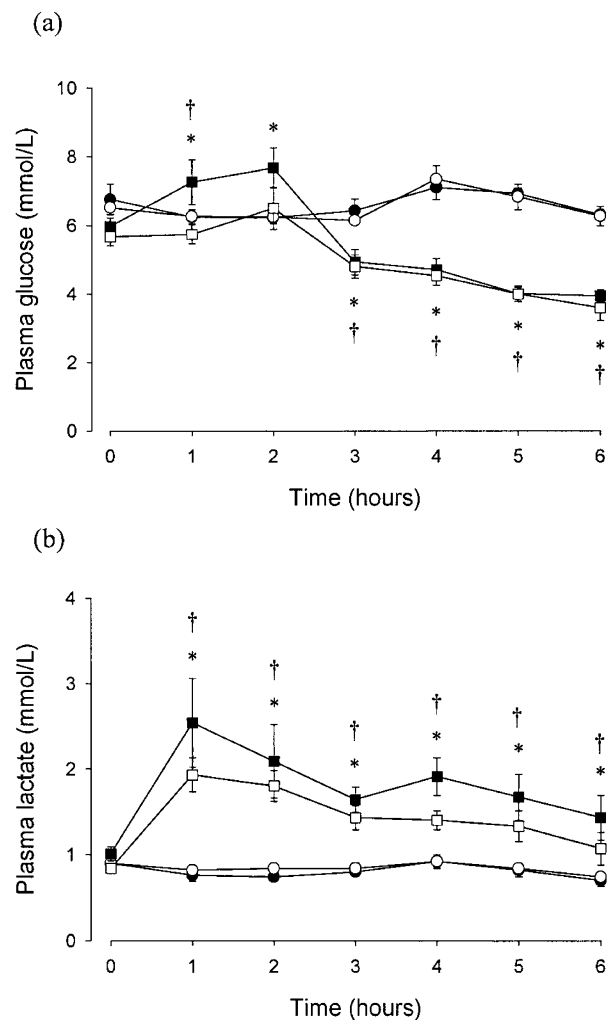 (a)
10
8
6
4
2
0
Plasma glucose (mmol/L)
†
*
*
* * * *
† † † †
0 1 2 3 4 5 6
Time (hours)
(b)
4
3
2
1
0
Plasma lactate (mmol/L)
† † † † † †
* * * * * *
0 1 2 3 4 5 6
Time (hours)